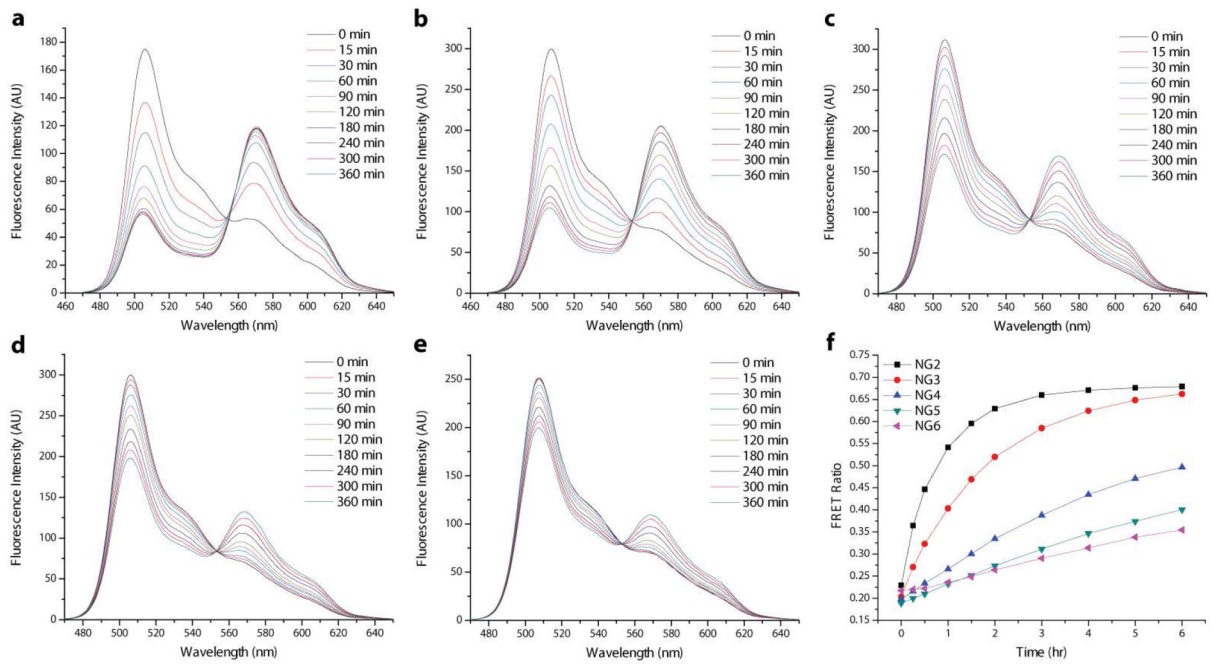 a
Fluorescence Intensity (AU)
180
160
140
120
100
80
60
40
20
0
460 480 500 520 540 560 580 600 620 640
Wavelength (nm)
0 min
15 min
30 min
60 min
90 min
120 min
180 min
240 min
300 min
360 min
b
Fluorescence Intensity (AU)
300
250
200
150
100
50
0
460 480 500 520 540 560 580 600 620 640
Wavelength (nm)
0 min
15 min
30 min
60 min
90 min
120 min
180 min
240 min
300 min
360 min
c
Fluorescence Intensity (AU)
300
250
200
150
100
50
0
480 500 520 540 560 580 600 620 640
Wavelength (nm)
0 min
15 min
30 min
60 min
90 min
120 min
180 min
240 min
300 min
360 min
d
Fluorescence Intensity (AU)
300
250
200
150
100
50
0
480 500 520 540 560 580 600 620 640
Wavelength (nm)
0 min
15 min
30 min
60 min
90 min
120 min
180 min
240 min
300 min
360 min
e
Fluorescence Intensity (AU)
250
200
150
100
50
0
480 500 520 540 560 580 600 620 640
Wavelength (nm)
0 min
15 min
30 min
60 min
90 min
120 min
180 min
240 min
300 min
360 min
f
FRET Ratio
0.75
0.70
0.65
0.60
0.55
0.50
0.45
0.40
0.35
0.30
0.25
0.20
0.15
0 1 2 3 4 5 6
Time (hr)
NG2
NG3
NG4
NG5
NG6